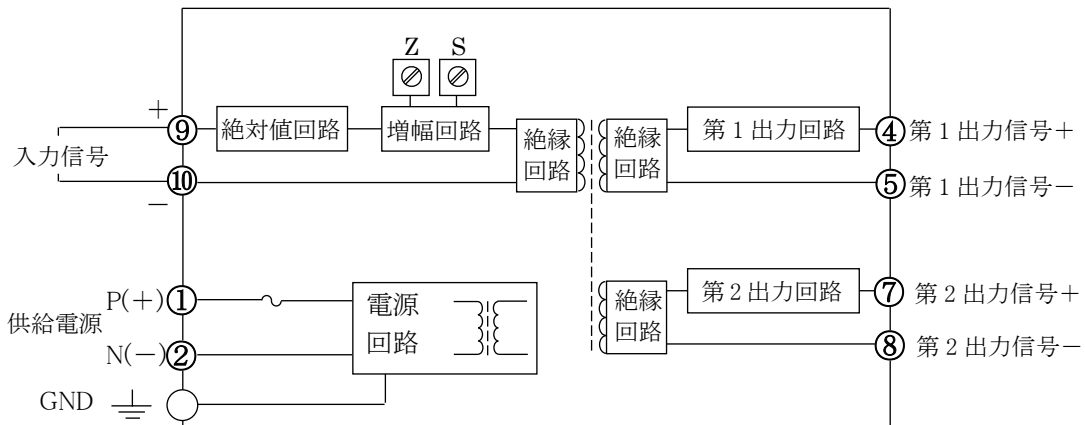 Z S
+
⑨ 絶対値回路 増幅回路
入力信号
⑩
−
絶縁
回路
絶縁
回路
第1出力回路 ④ 第1出力信号+
⑤ 第1出力信号−
供給電源
P(+) ①
N(−) ②
GND
電源
回路
絶縁
回路
第2出力回路 ⑦ 第2出力信号+
⑧ 第2出力信号−